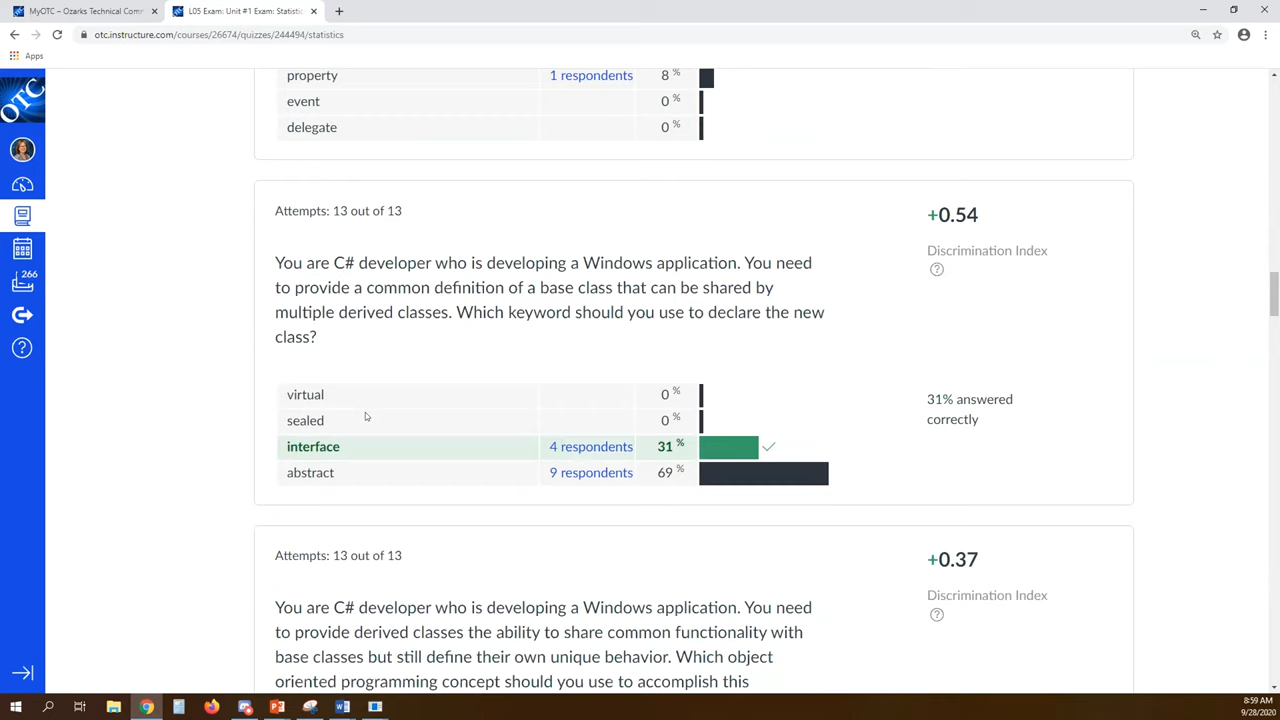 MyOTC – Ozarks Technical Comm
L05 Exam: Unit #1 Exam: Statistic
otc.instructure.com/courses/26674/quizzes/244494/statistics
Apps
OTC
266
property 1 respondents 8 %
event 0 %
delegate 0 %
Attempts: 13 out of 13
+0.54
Discrimination Index
You are C# developer who is developing a Windows application. You need
to provide a common definition of a base class that can be shared by
multiple derived classes. Which keyword should you use to declare the new
class?
virtual 0 %
sealed 0 %
interface 4 respondents 31 %
abstract 9 respondents 69 %
31% answered
correctly
Attempts: 13 out of 13
+0.37
Discrimination Index
You are C# developer who is developing a Windows application. You need
to provide derived classes the ability to share common functionality with
base classes but still define their own unique behavior. Which object
oriented programming concept should you use to accomplish this
8:59 AM
9/28/2020